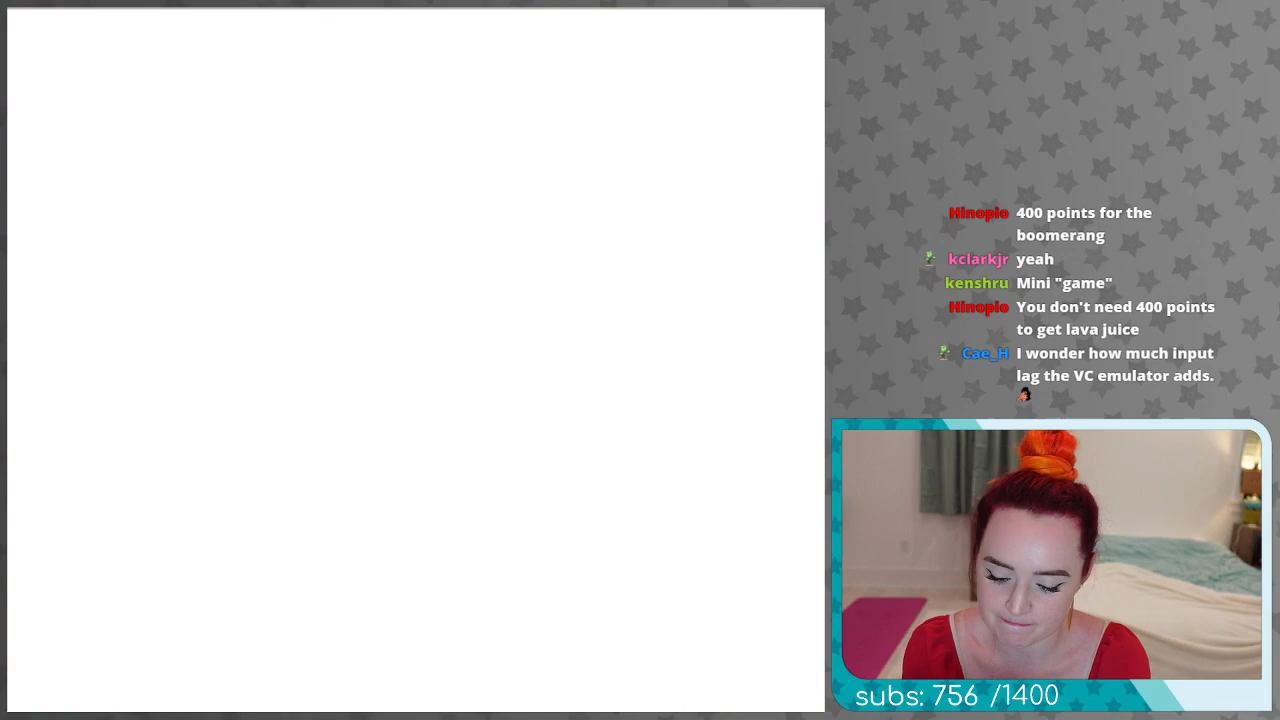 Hinopio 400 points for the
boomerang
kclarkjr yeah
kenshru Mini "game"
Hinopio You don't need 400 points
to get lava juice
Cae_H I wonder how much input
lag the VC emulator adds.
subs: 756 /1400